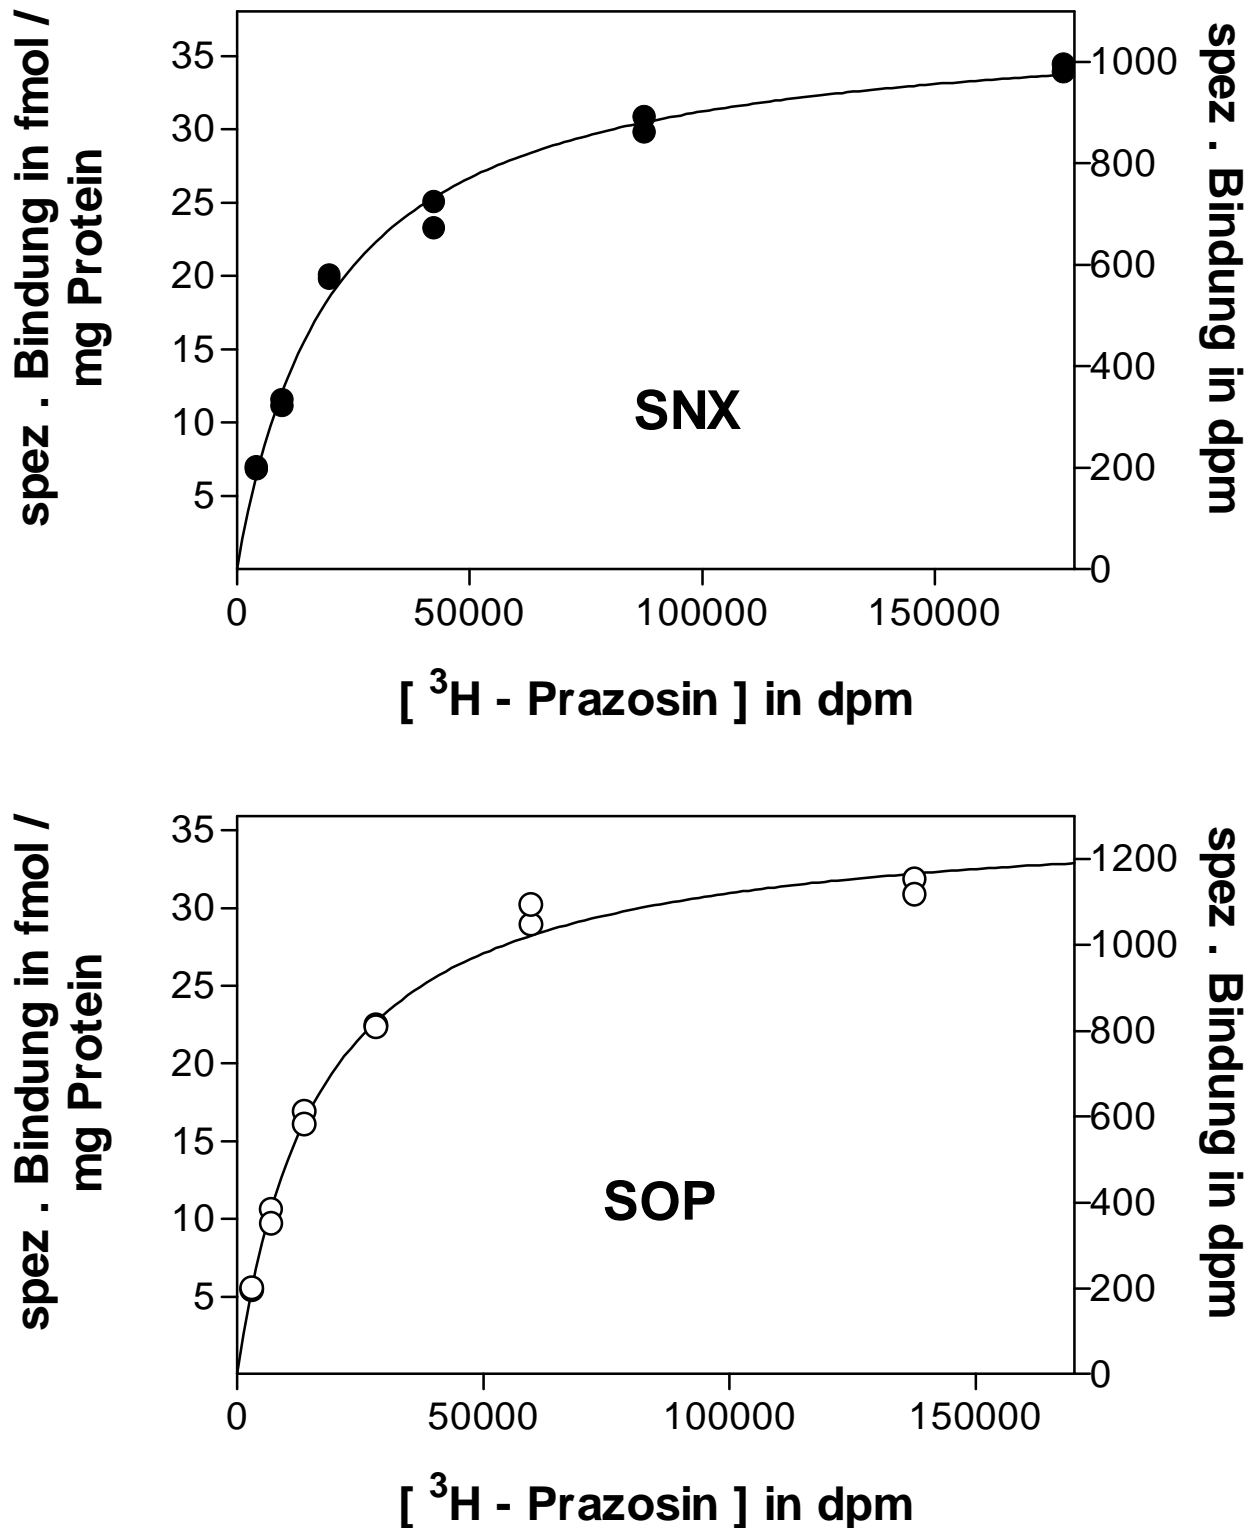 spez . Bindung in fmol /
mg Protein
35
30
25
20
15
10
5
1000
800
600
400
200
0
spez . Bindung in dpm
SNX
0 50000 100000 150000
[ ³H - Prazosin ] in dpm
spez . Bindung in fmol /
mg Protein
35
30
25
20
15
10
5
1200
1000
800
600
400
200
0
spez . Bindung in dpm
SOP
0 50000 100000 150000
[ ³H - Prazosin ] in dpm